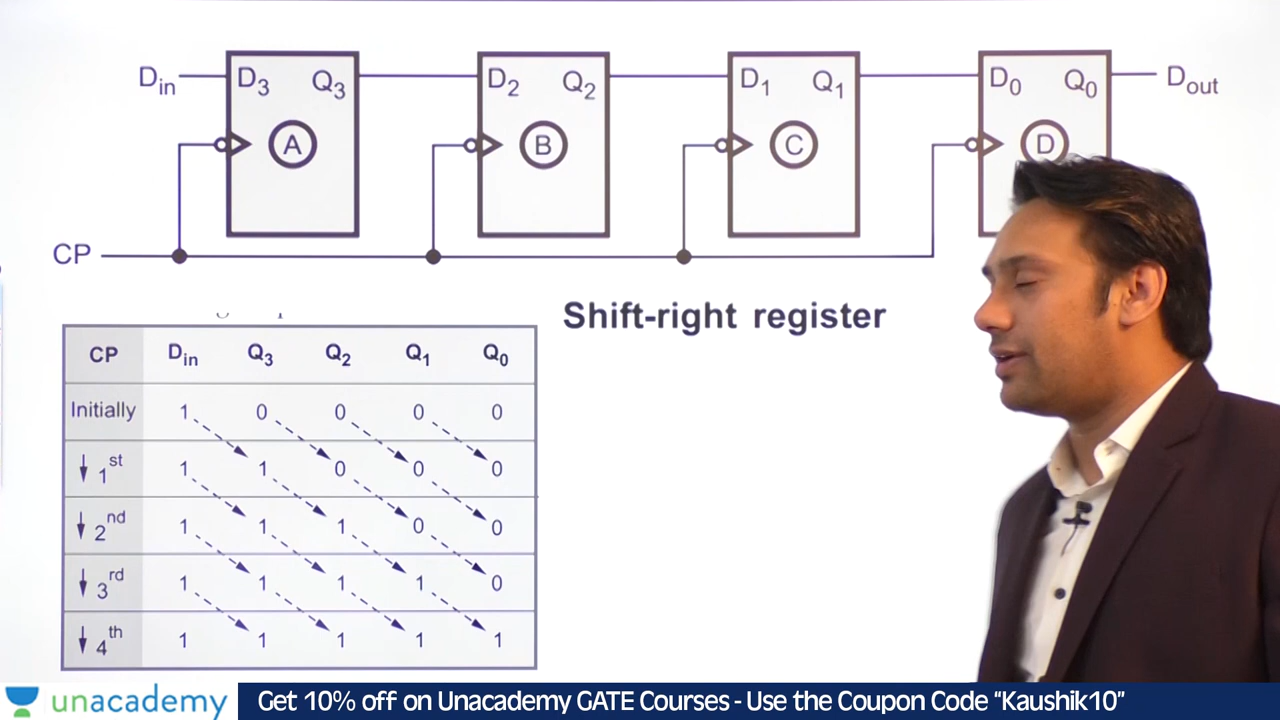 Din D3 Q3 D2 Q2 D1 Q1 D0 Q0 Dout
A B C D
CP
Shift-right register
CP Din Q3 Q2 Q1 Q0
Initially 1 0 0 0 0
↓ 1st 1 1 0 0 0
↓ 2nd 1 1 1 0 0
↓ 3rd 1 1 1 1 0
↓ 4th 1 1 1 1 1
unacademy
Get 10% off on Unacademy GATE Courses - Use the Coupon Code “Kaushik10”